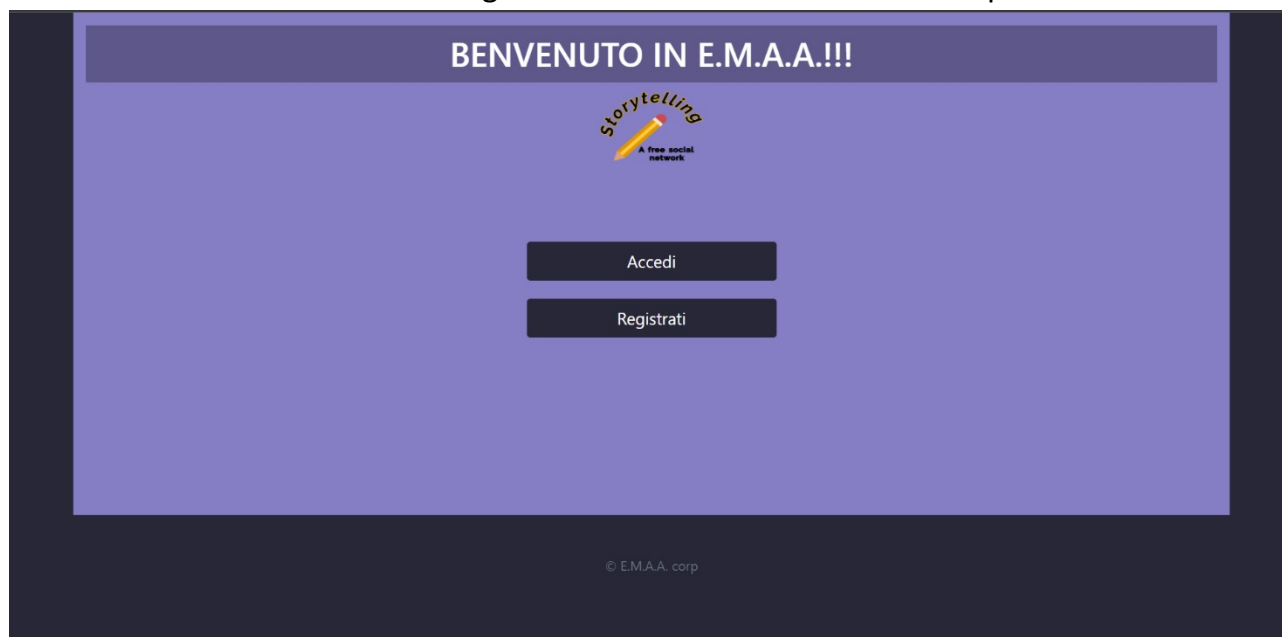 BENVENUTO IN E.M.A.A.!!!
Storytelling
A free social
network
Accedi
Registrati
© E.M.A.A. corp